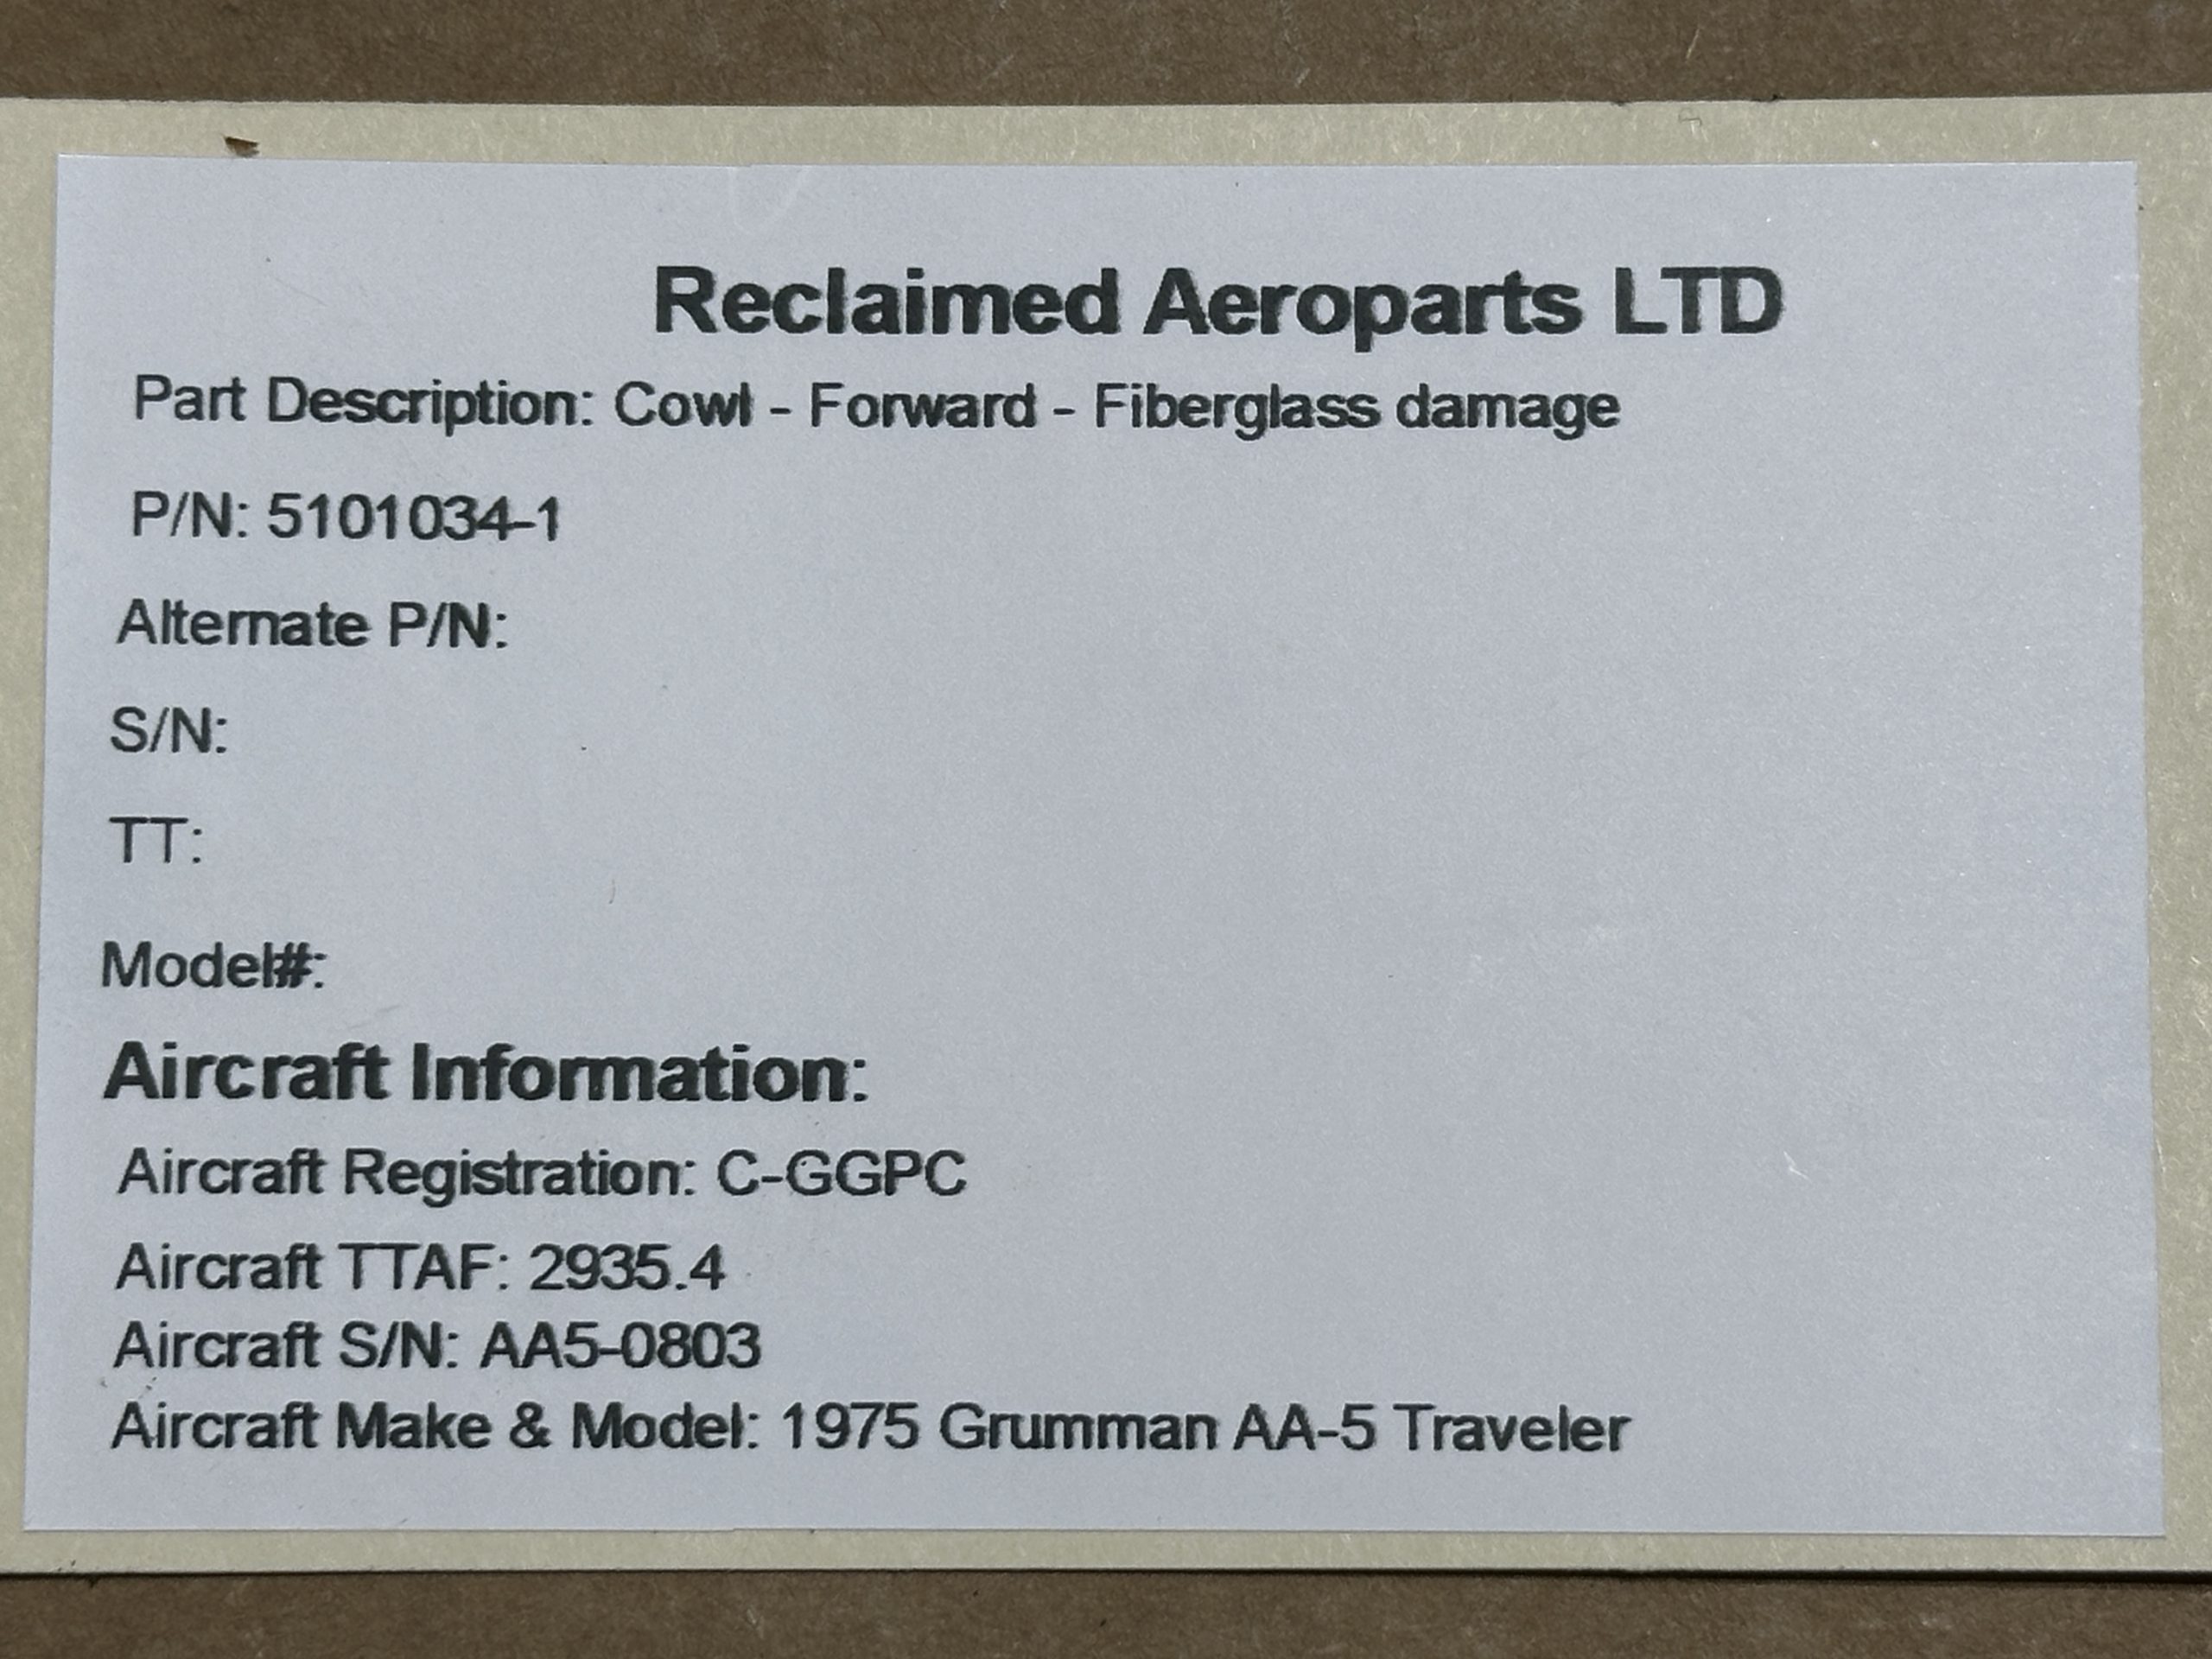 Reclaimed Aeroparts LTD
Part Description: Cowl - Forward - Fiberglass damage
P/N: 5101034-1
Alternate P/N:
S/N:
TT:
Model#:
Aircraft Information:
Aircraft Registration: C-GGPC
Aircraft TTAF: 2935.4
Aircraft S/N: AA5-0803
Aircraft Make & Model: 1975 Grumman AA-5 Traveler